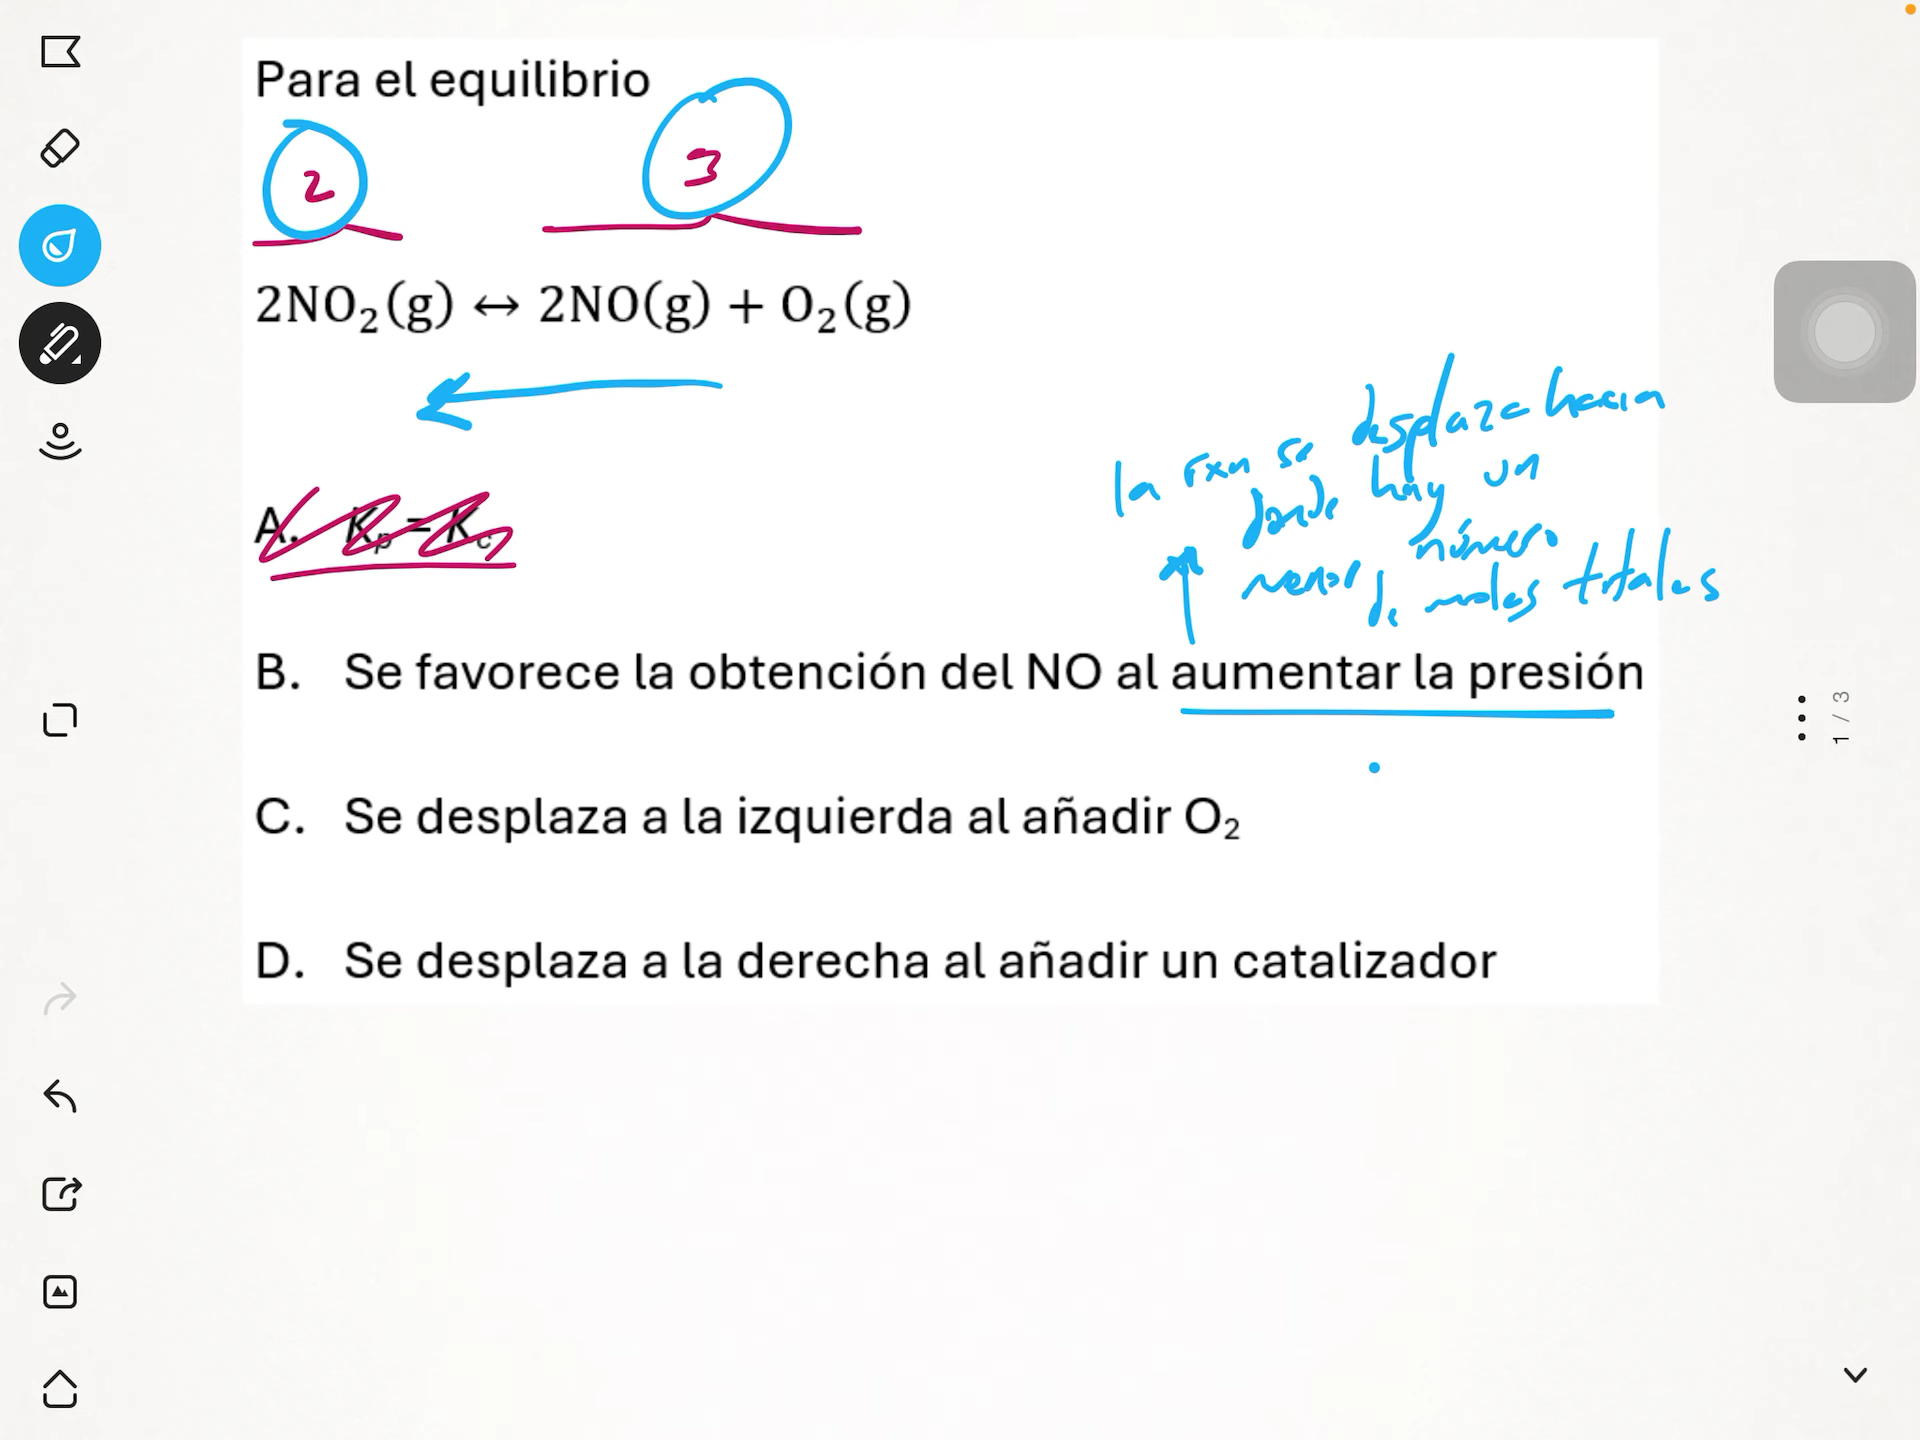 Para el equilibrio
2
3
2NO₂(g) ↔ 2NO(g) + O₂(g)
la rxn se desplaza hacia
donde hay un
menor número
de moles totales
A. Kₚ = K꜀
B. Se favorece la obtención del NO al aumentar la presión
C. Se desplaza a la izquierda al añadir O₂
D. Se desplaza a la derecha al añadir un catalizador
1 / 3